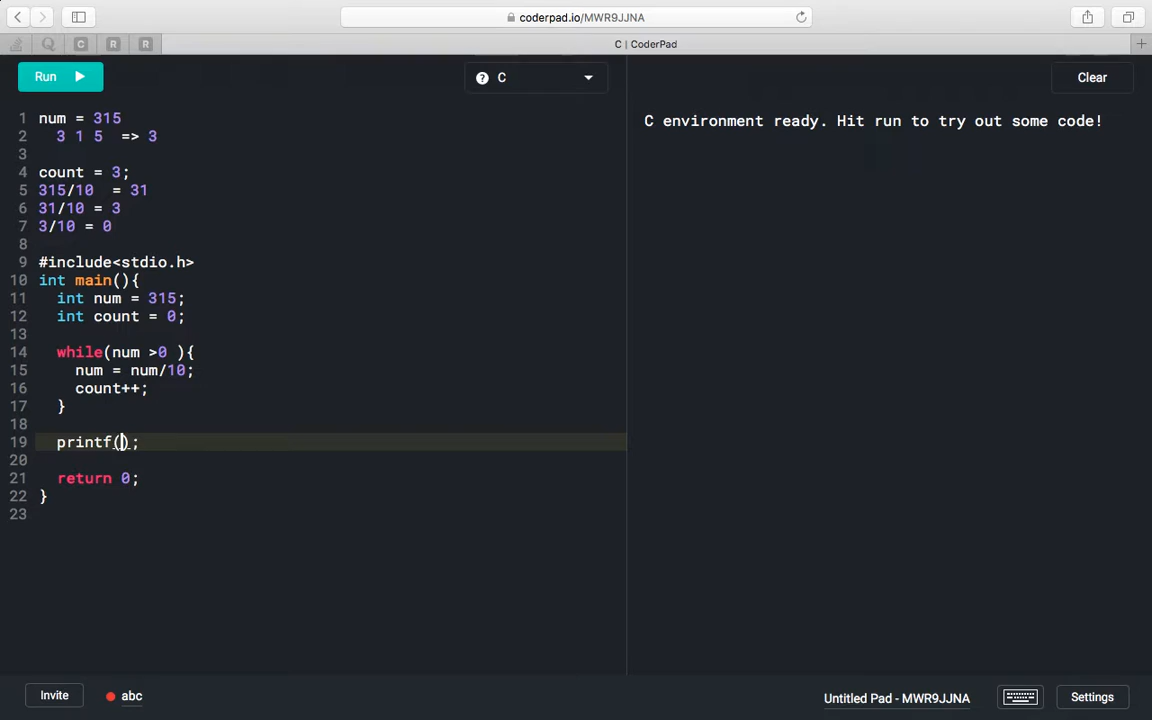 coderpad.io/MWR9JJNA
C R R C | CoderPad
Run C Clear
1 num = 315
2 3 1 5 => 3
3
4 count = 3;
5 315/10 = 31
6 31/10 = 3
7 3/10 = 0
8
9 #include<stdio.h>
10 int main(){
11 int num = 315;
12 int count = 0;
13
14 while(num >0 ){
15 num = num/10;
16 count++;
17 }
18
19 printf();
20
21 return 0;
22 }
23
C environment ready. Hit run to try out some code!
Invite abc Untitled Pad - MWR9JJNA Settings